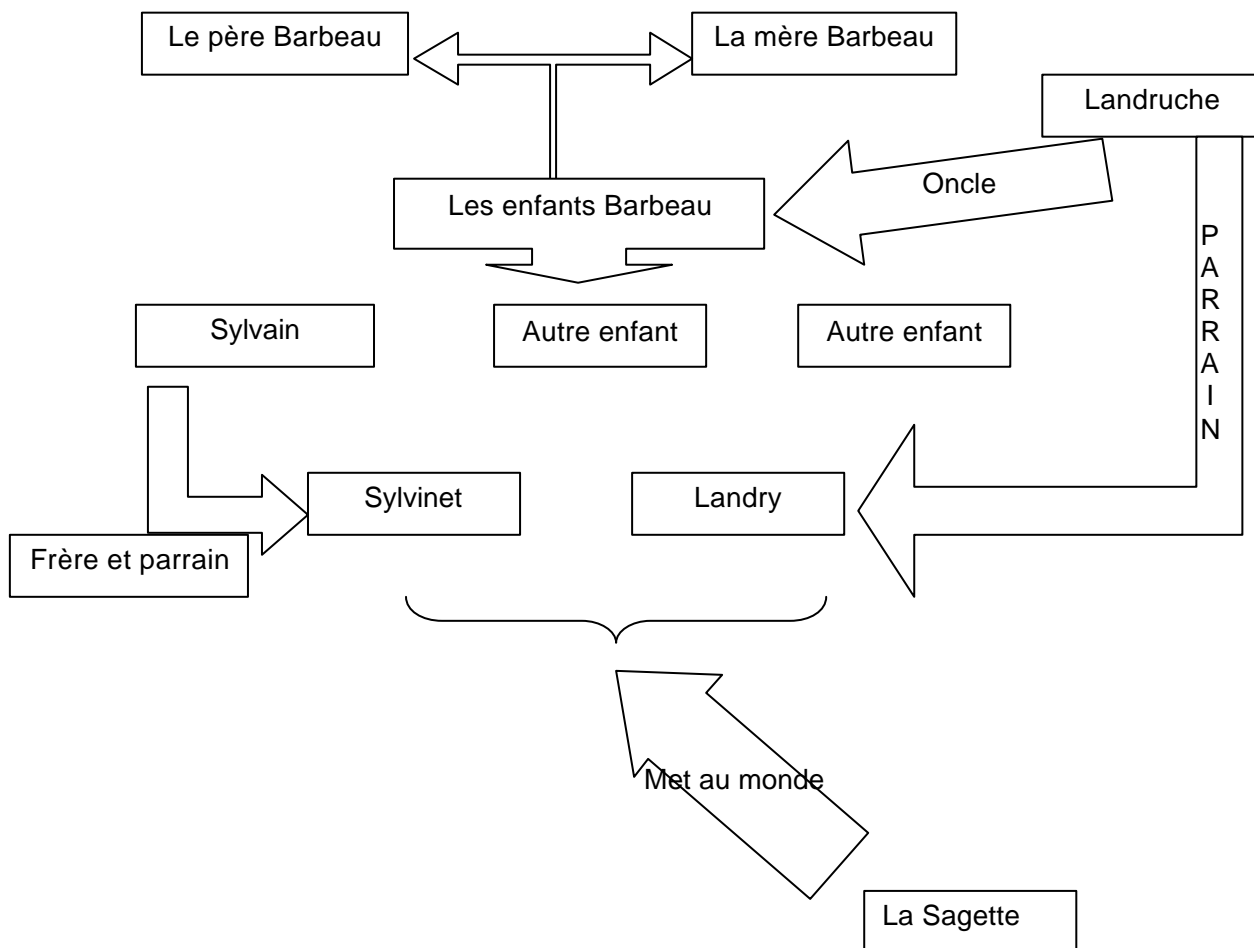 Le père Barbeau
La mère Barbeau
Landruche
Oncle
Les enfants Barbeau
PARRAIN
Sylvain
Autre enfant
Autre enfant
Sylvinet
Landry
Frère et parrain
Met au monde
La Sagette